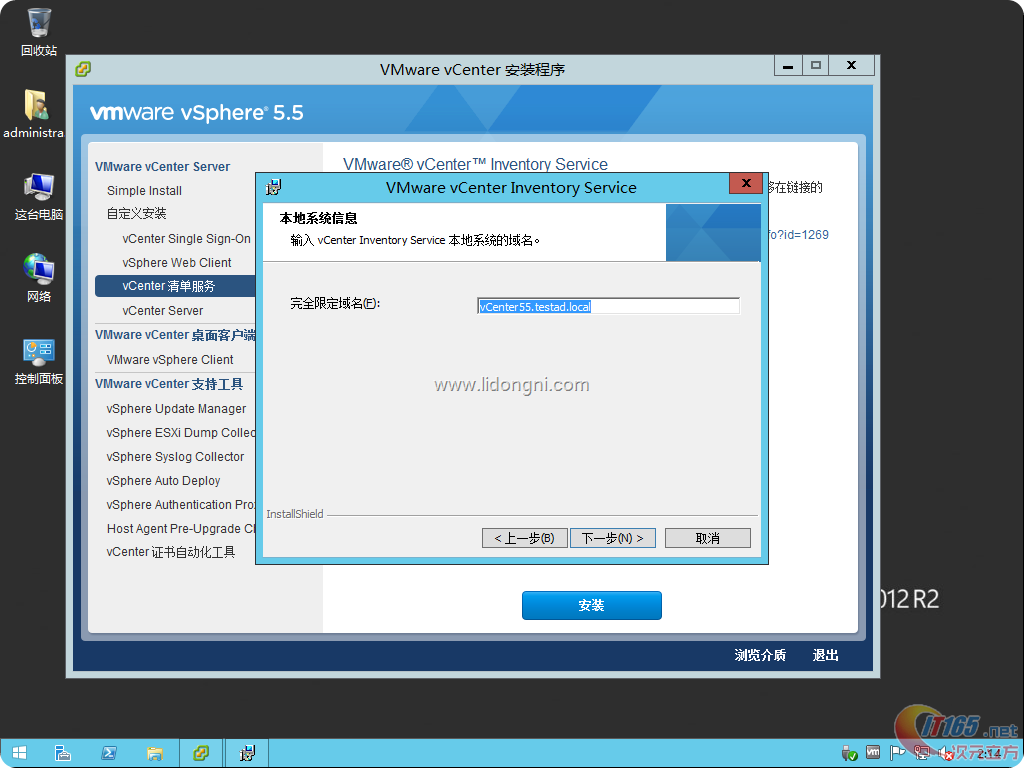 回收站
administra
这台电脑
网络
控制面板
VMware vCenter 安装程序
vmware vSphere® 5.5
VMware vCenter Server
Simple Install
自定义安装
vCenter Single Sign-On
vSphere Web Client
vCenter 清单服务
vCenter Server
VMware vCenter 桌面客户端
VMware vSphere Client
VMware vCenter 支持工具
vSphere Update Manager
vSphere ESXi Dump Collec
vSphere Syslog Collector
vSphere Auto Deploy
vSphere Authentication Pro
Host Agent Pre-Upgrade C
vCenter 证书自动化工具
VMware® vCenter™ Inventory Service
够在链接的
fo?id=1269
VMware vCenter Inventory Service
本地系统信息
输入 vCenter Inventory Service 本地系统的域名。
完全限定域名(F):
vCenter55.testad.local
www.lidongni.com
InstallShield
< 上一步(B)
下一步(N) >
取消
安装
浏览介质
退出
012 R2
IT165.net
次元立方
2:14